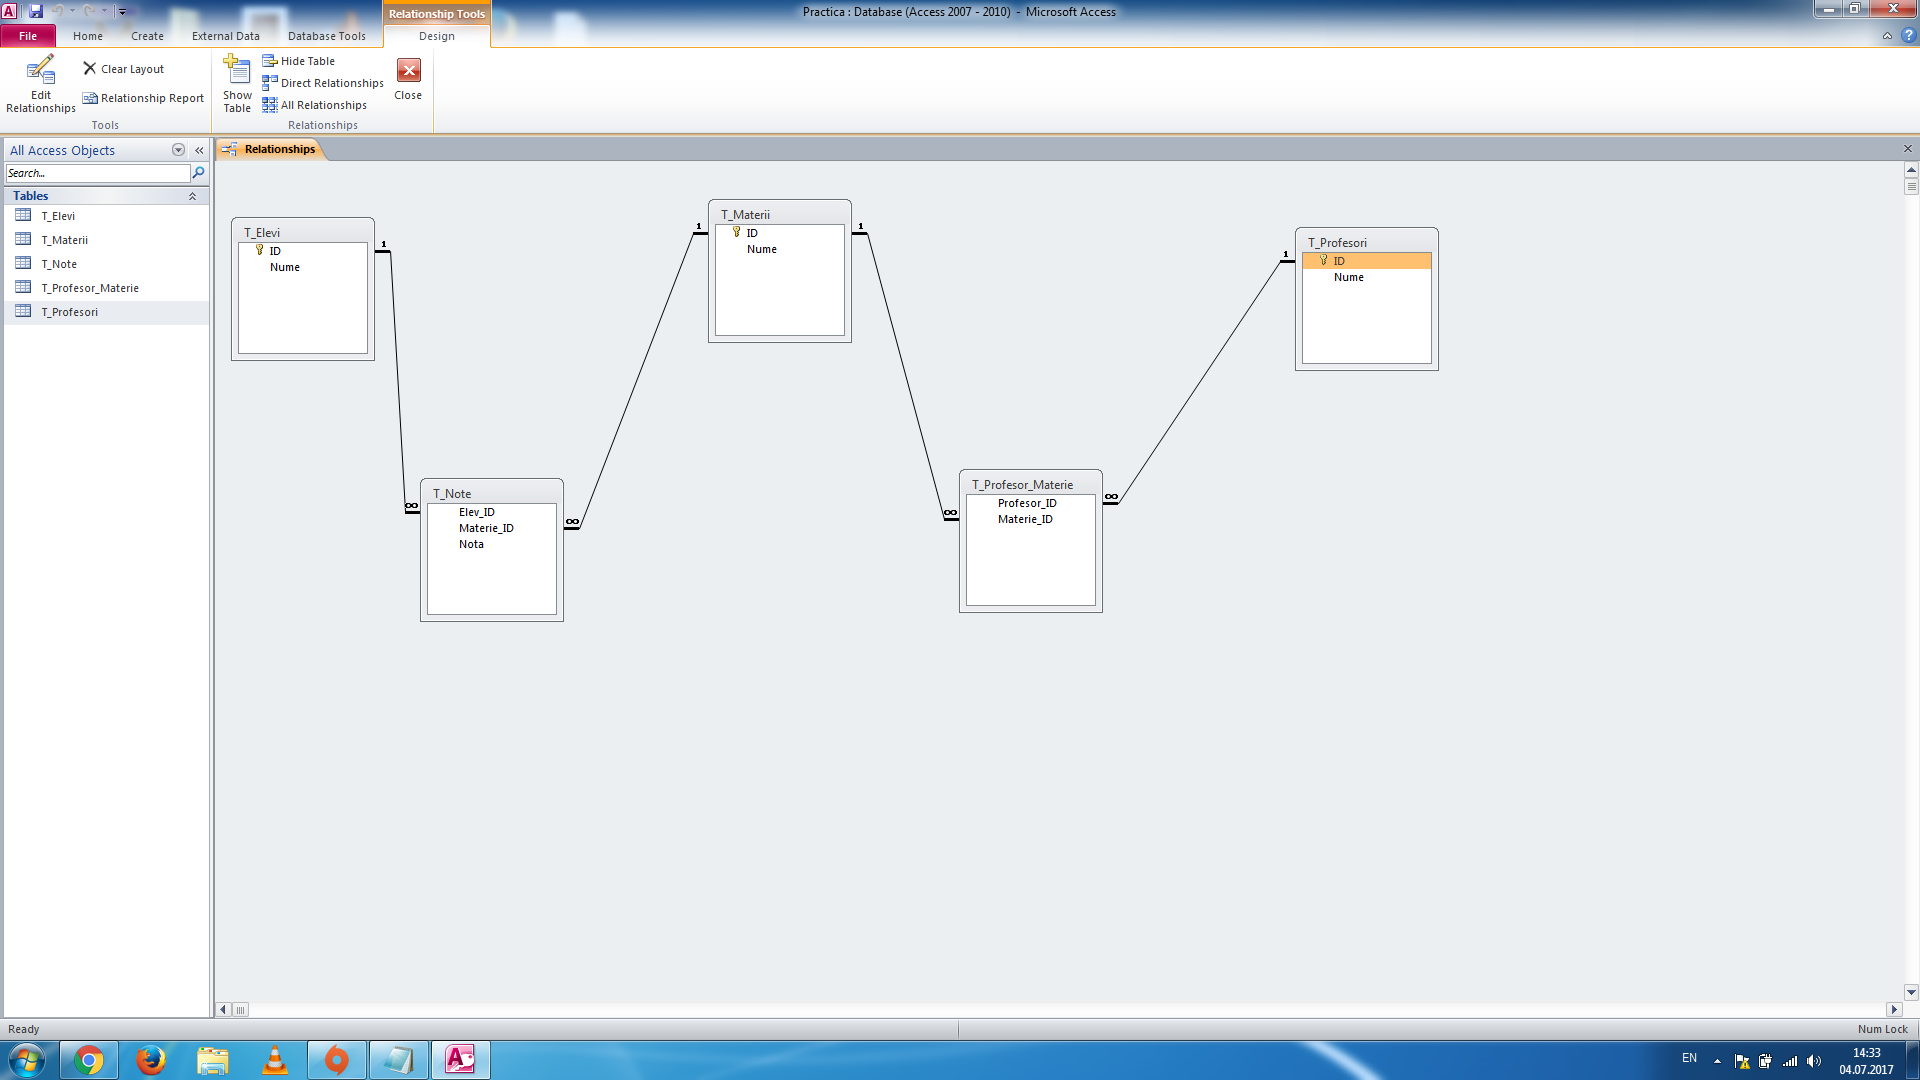 Practica : Database (Access 2007 - 2010) - Microsoft Access
Relationship Tools
File
Home
Create
External Data
Database Tools
Design
Edit
Relationships
Clear Layout
Relationship Report
Tools
Show
Table
Hide Table
Direct Relationships
All Relationships
Relationships
Close
All Access Objects
Search...
Tables
T_Elevi
T_Materii
T_Note
T_Profesor_Materie
T_Profesori
Relationships
T_Elevi
ID
Nume
1
∞
T_Materii
ID
Nume
1
1
T_Profesori
ID
Nume
1
T_Note
Elev_ID
Materie_ID
Nota
∞
∞
T_Profesor_Materie
Profesor_ID
Materie_ID
∞
Ready
Num Lock
EN
14:33
04.07.2017